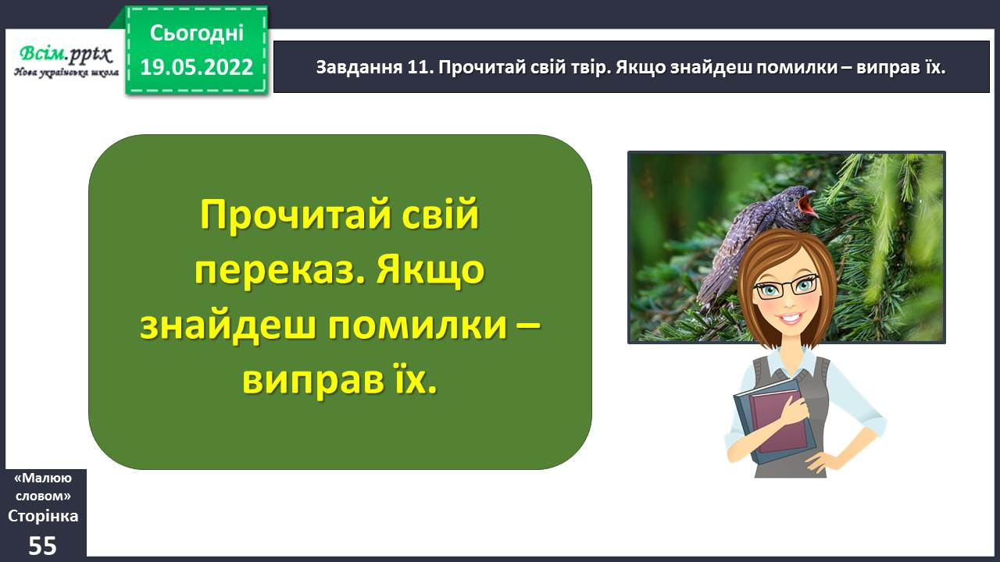 Всім.pptx
Нова українська школа
Сьогодні
19.05.2022
Завдання 11. Прочитай свій твір. Якщо знайдеш помилки – виправ їх.
Прочитай свій
переказ. Якщо
знайдеш помилки –
виправ їх.
«Малюю
словом»
Сторінка
55